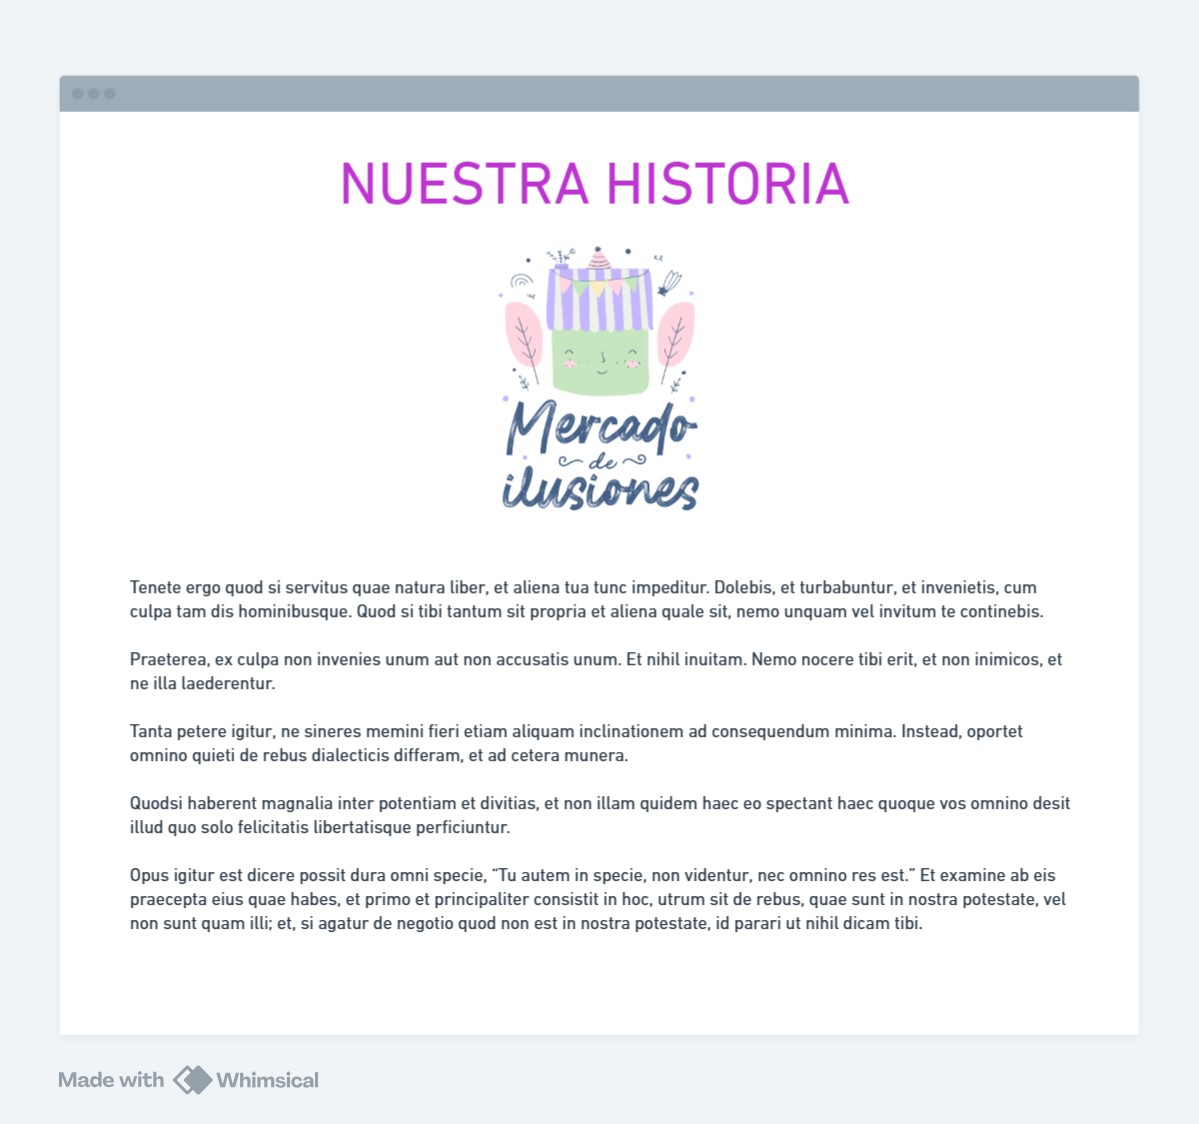 NUESTRA HISTORIA
Mercado
de
ilusiones
Tenete ergo quod si servitus quae natura liber, et aliena tua tunc impeditur. Dolebis, et turbabuntur, et invenietis, cum
culpa tam dis hominibusque. Quod si tibi tantum sit propria et aliena quale sit, nemo unquam vel invitum te continebis.
Praeterea, ex culpa non invenies unum aut non accusatis unum. Et nihil inuitam. Nemo nocere tibi erit, et non inimicos, et
ne illa laederentur.
Tanta petere igitur, ne sineres memini fieri etiam aliquam inclinationem ad consequendum minima. Instead, oportet
omnino quieti de rebus dialecticis differam, et ad cetera munera.
Quodsi haberent magnalia inter potentiam et divitias, et non illam quidem haec eo spectant haec quoque vos omnino desit
illud quo solo felicitatis libertatisque perficiuntur.
Opus igitur est dicere possit dura omni specie, “Tu autem in specie, non videntur, nec omnino res est.” Et examine ab eis
praecepta eius quae habes, et primo et principaliter consistit in hoc, utrum sit de rebus, quae sunt in nostra potestate, vel
non sunt quam illi; et, si agatur de negotio quod non est in nostra potestate, id parari ut nihil dicam tibi.
Made with Whimsical